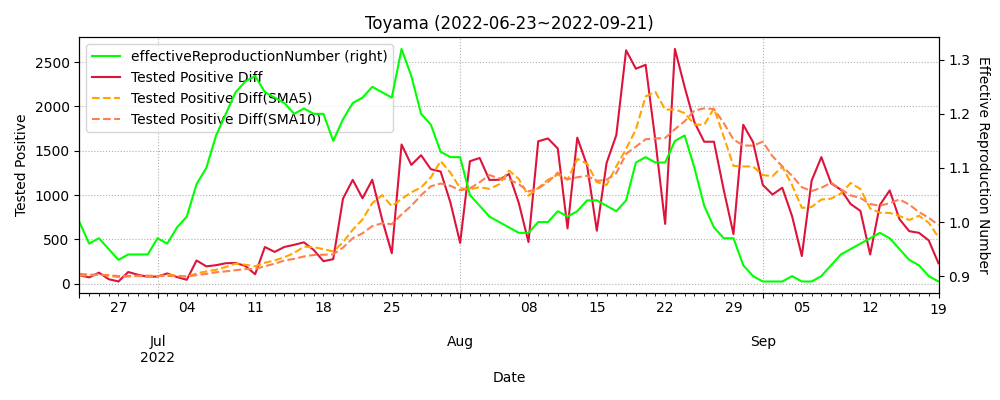 Toyama (2022-06-23~2022-09-21)
effectiveReproductionNumber (right)
Tested Positive Diff
Tested Positive Diff(SMA5)
Tested Positive Diff(SMA10)
Tested Positive
2500
2000
1500
1000
500
0
1.3
1.2
1.1
1.0
0.9
Effective Reproduction Number
27 04 11 18 25 08 15 22 29 05 12 19
Jul Aug Sep
2022
Date